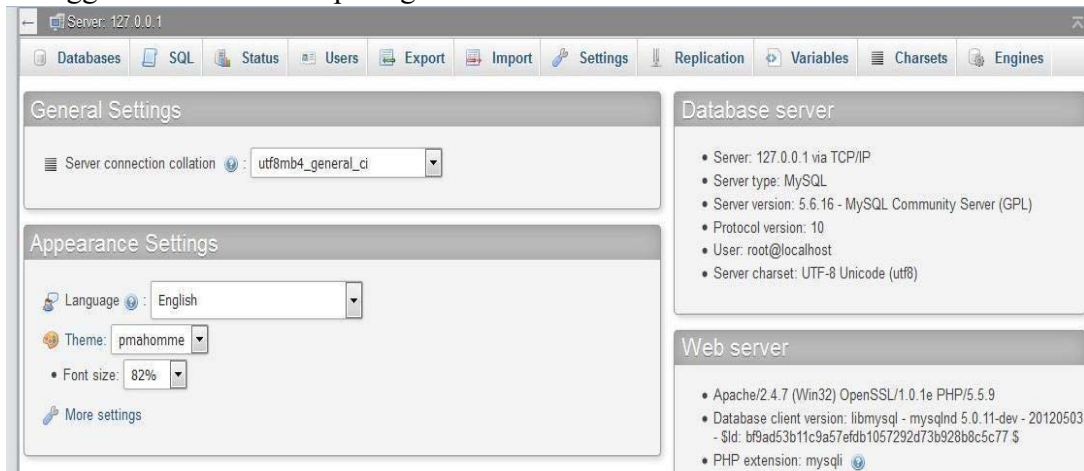 Server: 127.0.0.1
Databases SQL Status Users Export Import Settings Replication Variables Charsets Engines
General Settings
Server connection collation : utf8mb4_general_ci
Appearance Settings
Language : English
Theme: pmahomme
• Font size: 82%
More settings
Database server
• Server: 127.0.0.1 via TCP/IP
• Server type: MySQL
• Server version: 5.6.16 - MySQL Community Server (GPL)
• Protocol version: 10
• User: root@localhost
• Server charset: UTF-8 Unicode (utf8)
Web server
• Apache/2.4.7 (Win32) OpenSSL/1.0.1e PHP/5.5.9
• Database client version: libmysql - mysqlnd 5.0.11-dev - 20120503
- $Id: bf9ad53b11c9a57efdb1057292d73b928b8c5c77 $
• PHP extension: mysqli